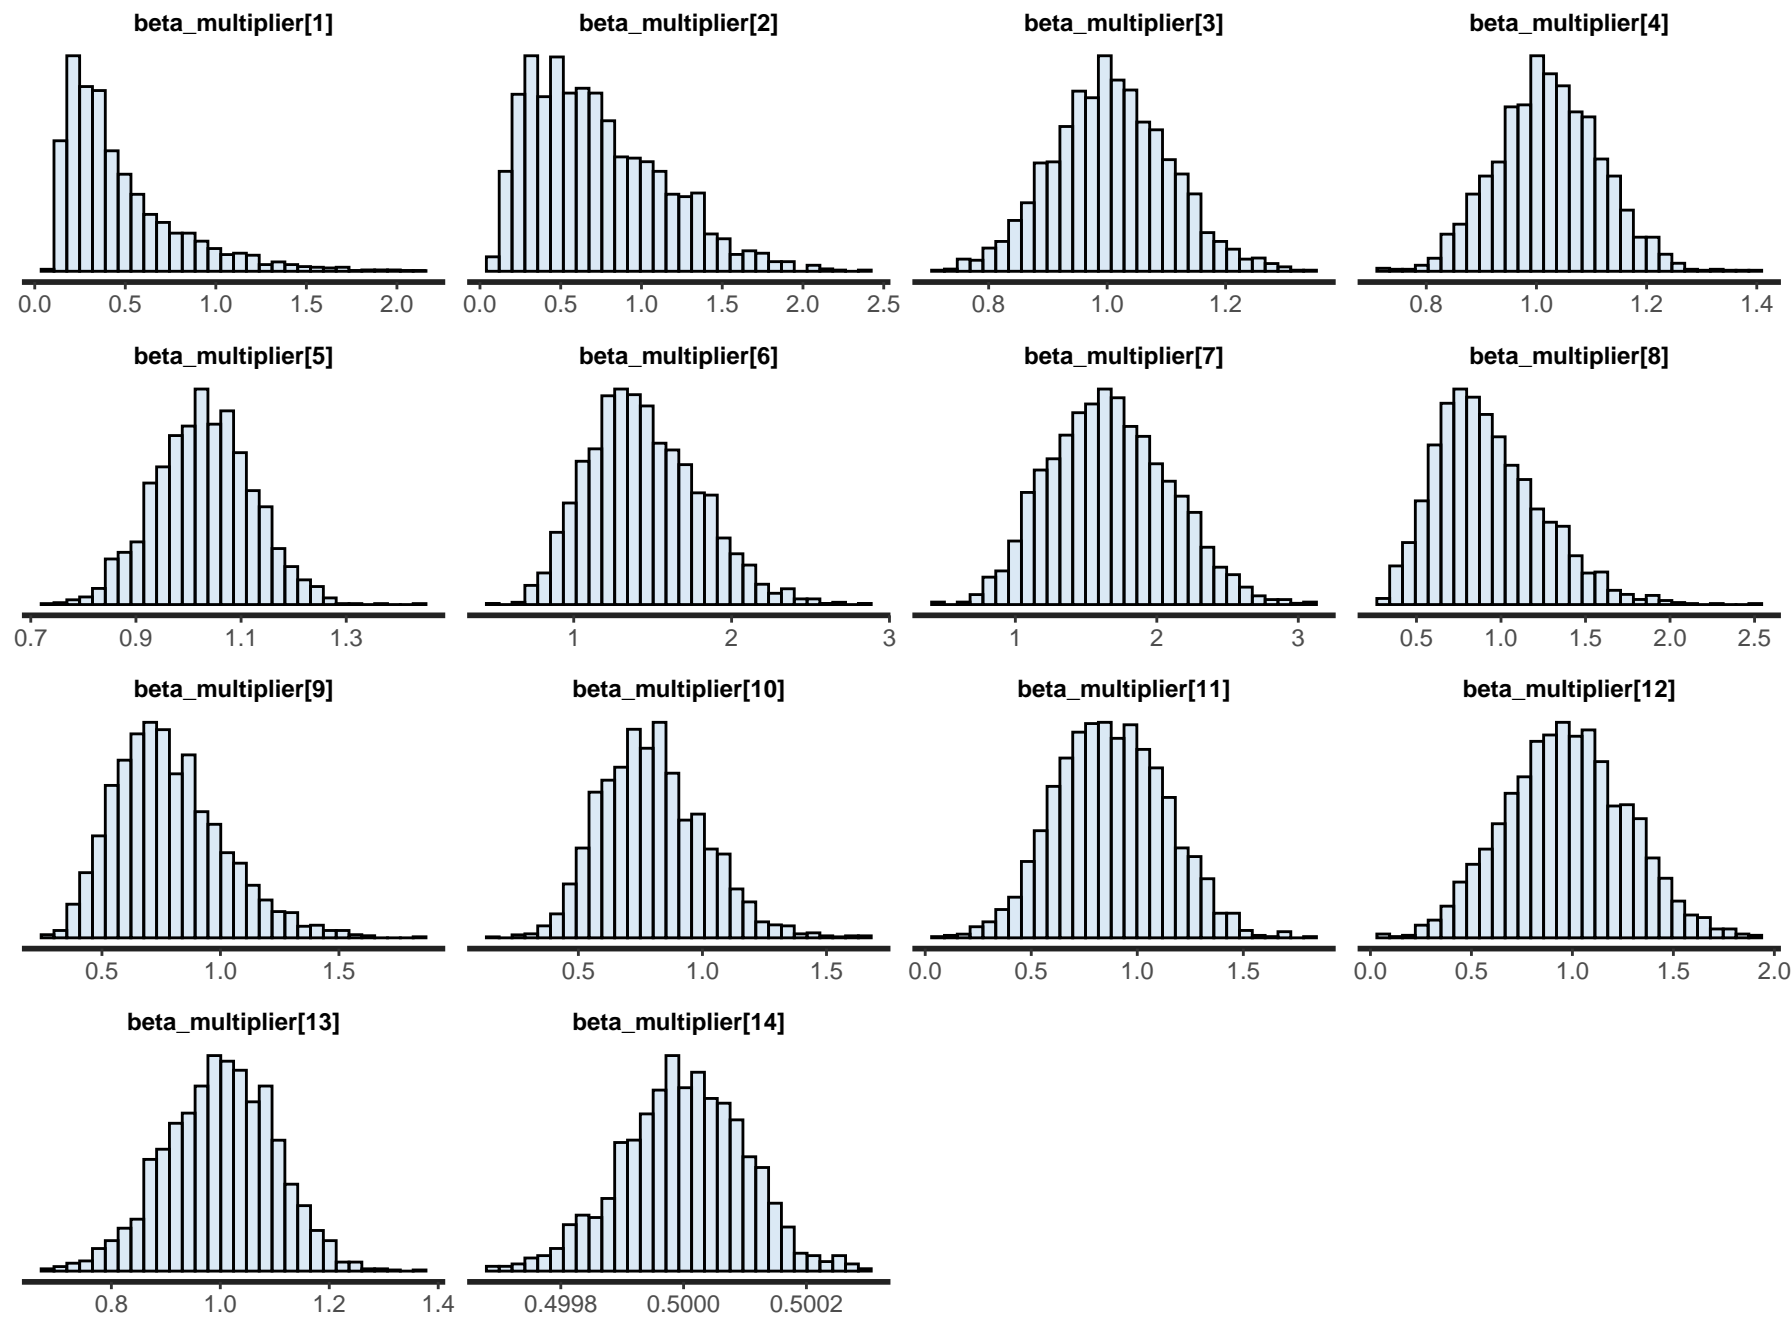 beta_multiplier[1] beta_multiplier[2] beta_multiplier[3] beta_multiplier[4]
0.0 0.5 1.0 1.5 2.0 0.0 0.5 1.0 1.5 2.0 2.5 0.8 1.0 1.2 0.8 1.0 1.2 1.4
beta_multiplier[5] beta_multiplier[6] beta_multiplier[7] beta_multiplier[8]
0.7 0.9 1.1 1.3 1 2 3 1 2 3 0.5 1.0 1.5 2.0 2.5
beta_multiplier[9] beta_multiplier[10] beta_multiplier[11] beta_multiplier[12]
0.5 1.0 1.5 0.5 1.0 1.5 0.0 0.5 1.0 1.5 0.0 0.5 1.0 1.5 2.0
beta_multiplier[13] beta_multiplier[14]
0.8 1.0 1.2 1.4 0.4998 0.5000 0.5002